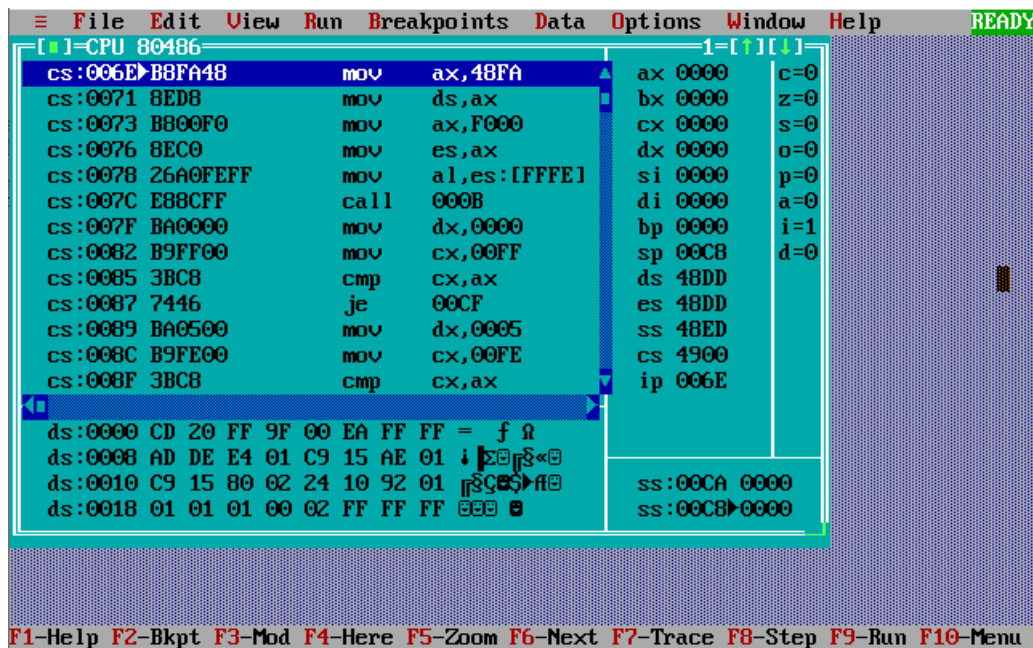 ≡ File Edit View Run Breakpoints Data Options Window Help READY
[■]=CPU 80486 1=[↑][↓]
cs:006E►B8FA48 mov ax,48FA ax 0000 c=0
cs:0071 8ED8 mov ds,ax bx 0000 z=0
cs:0073 B800F0 mov ax,F000 cx 0000 s=0
cs:0076 8EC0 mov es,ax dx 0000 o=0
cs:0078 26A0FEFF mov al,es:[FFFE] si 0000 p=0
cs:007C E88CFF call 000B di 0000 a=0
cs:007F BA0000 mov dx,0000 bp 0000 i=1
cs:0082 B9FF00 mov cx,00FF sp 00C8 d=0
cs:0085 3BC8 cmp cx,ax ds 48DD
cs:0087 7446 je 00CF es 48DD
cs:0089 BA0500 mov dx,0005 ss 48ED
cs:008C B9FE00 mov cx,00FE cs 4900
cs:008F 3BC8 cmp cx,ax ip 006E
ds:0000 CD 20 FF 9F 00 EA FF FF = ƒ Ω
ds:0008 AD DE E4 01 C9 15 AE 01 ¡▐Σ☺╔§«☺
ds:0010 C9 15 80 02 24 10 92 01 ╔§Ç☻$►Æ☺ ss:00CA 0000
ds:0018 01 01 01 00 02 FF FF FF ☺☺☺ ☻ ss:00C8►0000
F1-Help F2-Bkpt F3-Mod F4-Here F5-Zoom F6-Next F7-Trace F8-Step F9-Run F10-Menu